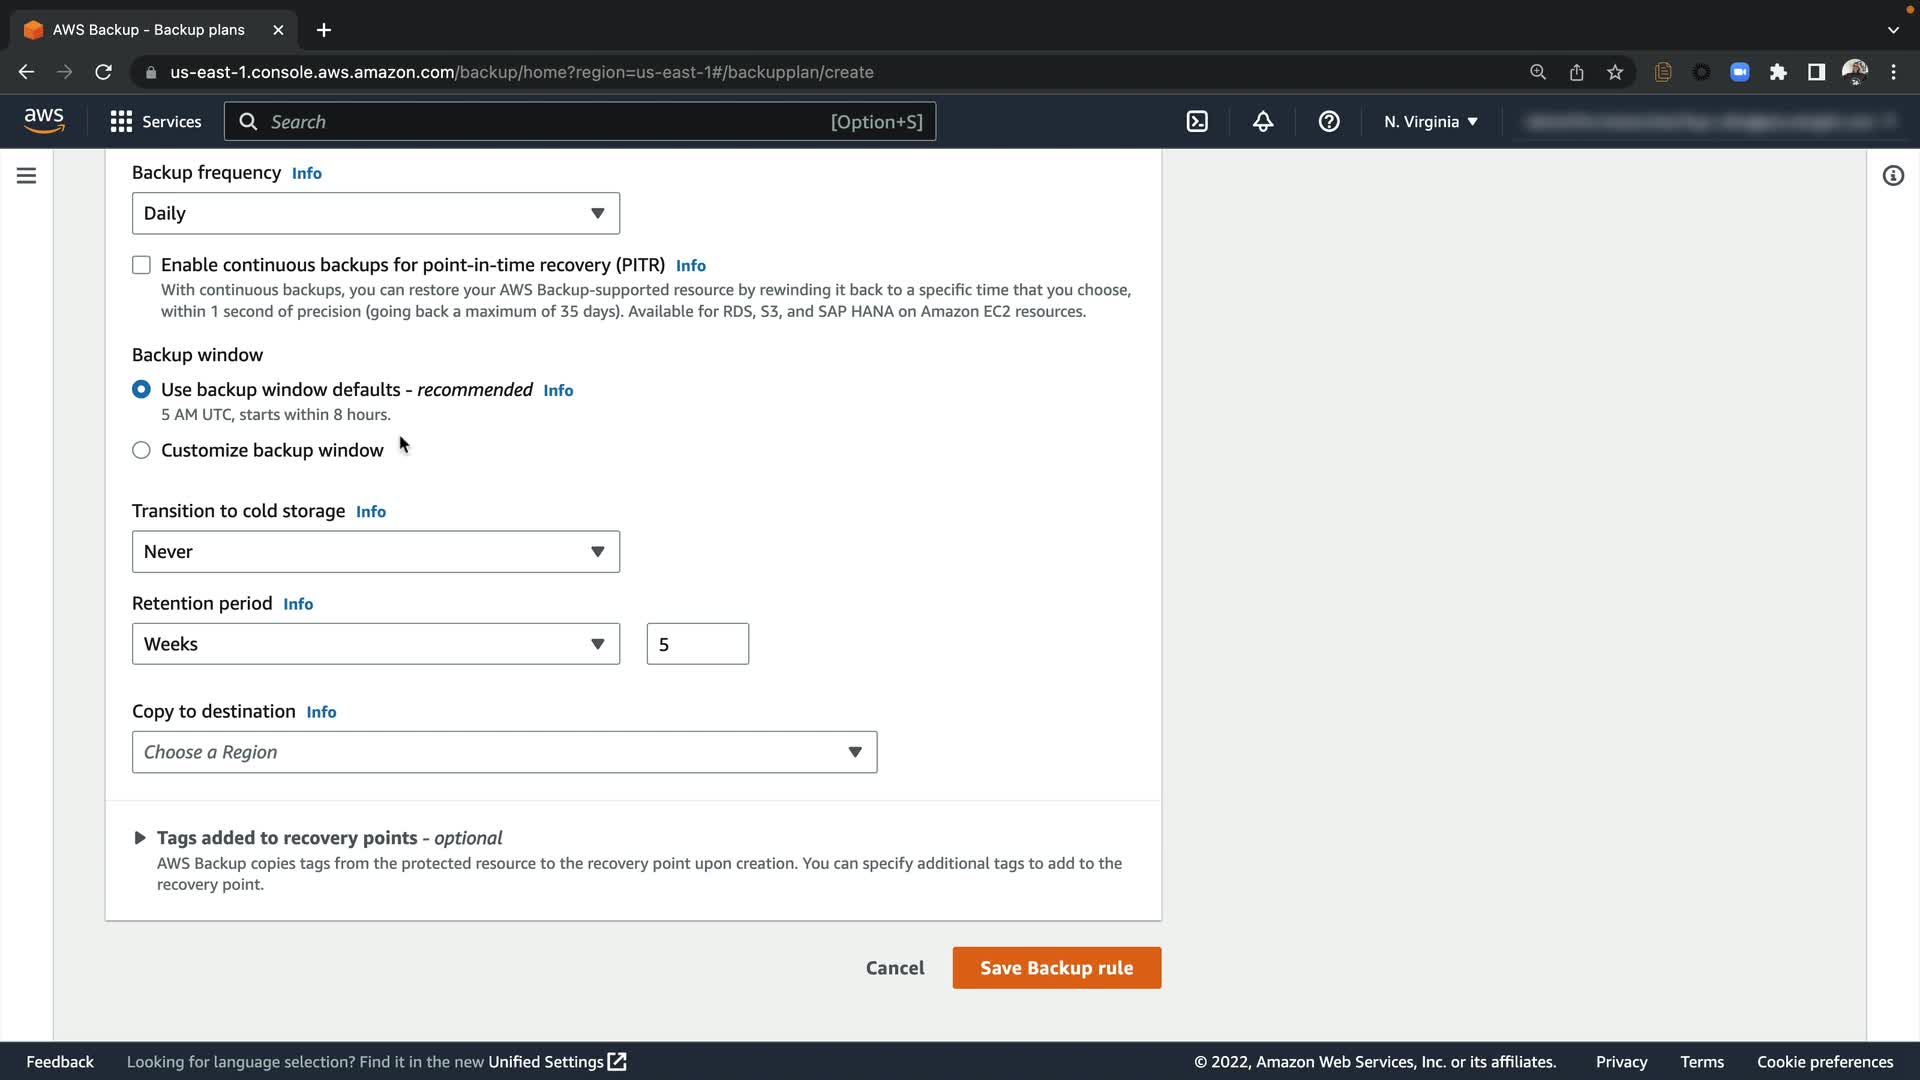 AWS Backup - Backup plans
us-east-1.console.aws.amazon.com/backup/home?region=us-east-1#/backupplan/create
aws
Services
Search
[Option+S]
N. Virginia
Backup frequency Info
Daily
Enable continuous backups for point-in-time recovery (PITR) Info
With continuous backups, you can restore your AWS Backup-supported resource by rewinding it back to a specific time that you choose,
within 1 second of precision (going back a maximum of 35 days). Available for RDS, S3, and SAP HANA on Amazon EC2 resources.
Backup window
Use backup window defaults - recommended Info
5 AM UTC, starts within 8 hours.
Customize backup window
Transition to cold storage Info
Never
Retention period Info
Weeks
5
Copy to destination Info
Choose a Region
Tags added to recovery points - optional
AWS Backup copies tags from the protected resource to the recovery point upon creation. You can specify additional tags to add to the
recovery point.
Cancel
Save Backup rule
Feedback
Looking for language selection? Find it in the new Unified Settings
© 2022, Amazon Web Services, Inc. or its affiliates.
Privacy
Terms
Cookie preferences